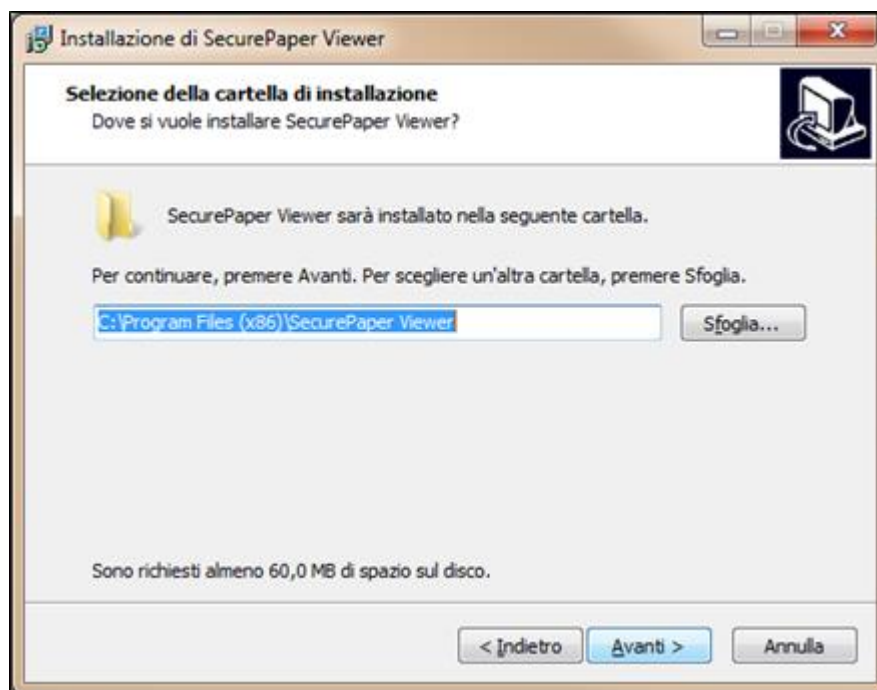 Installazione di SecurePaper Viewer
Selezione della cartella di installazione
Dove si vuole installare SecurePaper Viewer?
SecurePaper Viewer sarà installato nella seguente cartella.
Per continuare, premere Avanti. Per scegliere un'altra cartella, premere Sfoglia.
C:\Program Files (x86)\SecurePaper Viewer
Sfoglia...
Sono richiesti almeno 60,0 MB di spazio sul disco.
< Indietro Avanti > Annulla